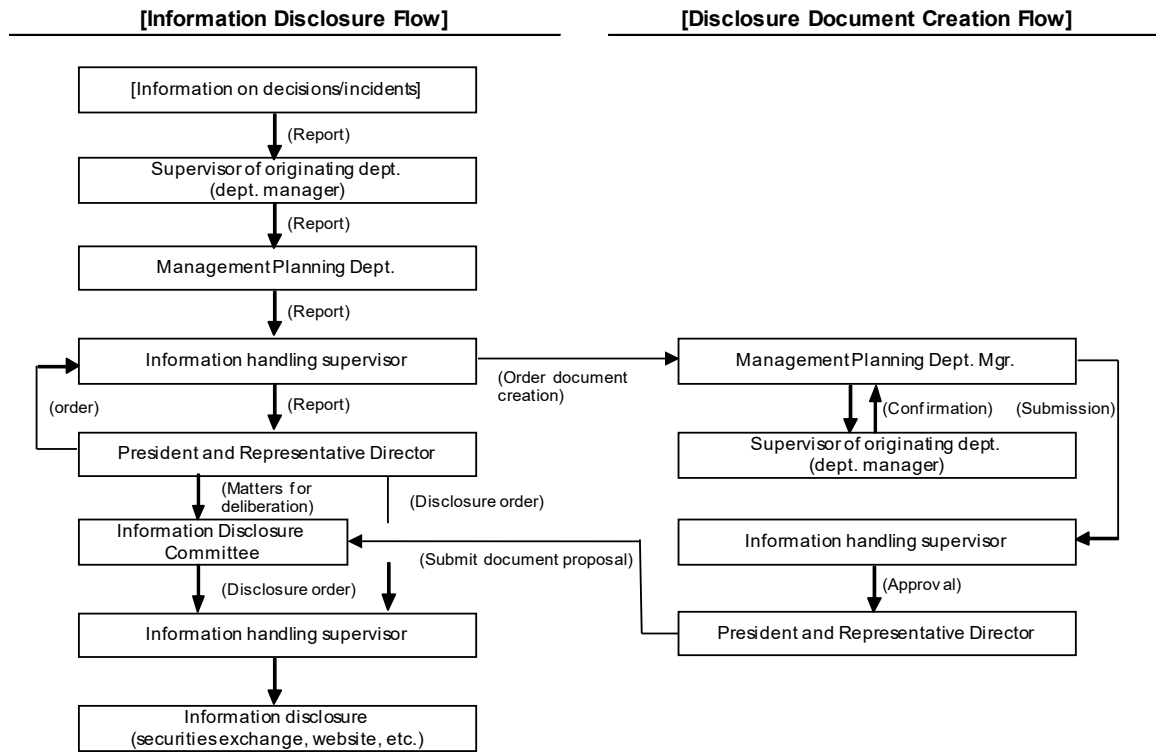 [Information Disclosure Flow]
[Disclosure Document Creation Flow]
[Information on decisions/incidents]
(Report)
Supervisor of originating dept.
(dept. manager)
(Report)
Management Planning Dept.
(Report)
Information handling supervisor
(order)
(Report)
President and Representative Director
(Matters for
deliberation)
(Disclosure order)
Information Disclosure
Committee
(Disclosure order)
Information handling supervisor
Information disclosure
(securities exchange, website, etc.)
(Order document
creation)
Management Planning Dept. Mgr.
(Confirmation)
(Submission)
Supervisor of originating dept.
(dept. manager)
Information handling supervisor
(Submit document proposal)
(Approval)
President and Representative Director